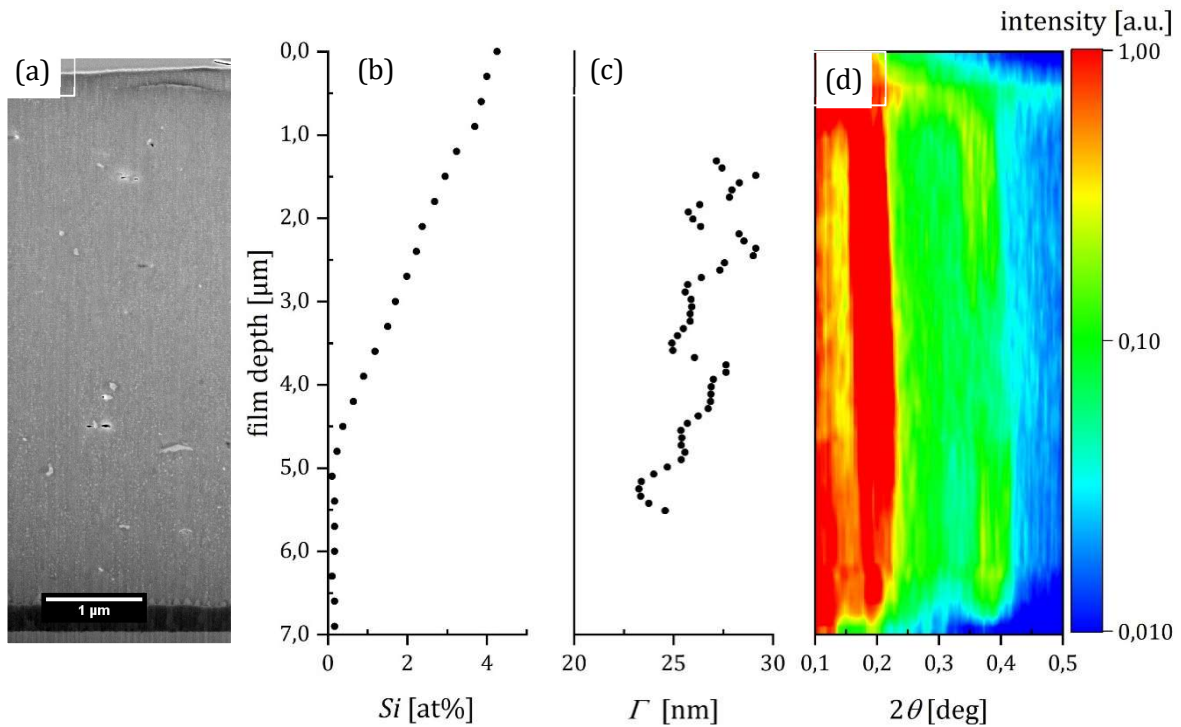 intensity [a.u.]
(a)
(b)
(c)
(d)
1 µm
film depth [µm]
0,0
1,0
2,0
3,0
4,0
5,0
6,0
7,0
0
2
4
Si [at%]
20
25
30
Γ [nm]
0,1
0,2
0,3
0,4
0,5
2θ [deg]
1,00
0,10
0,010